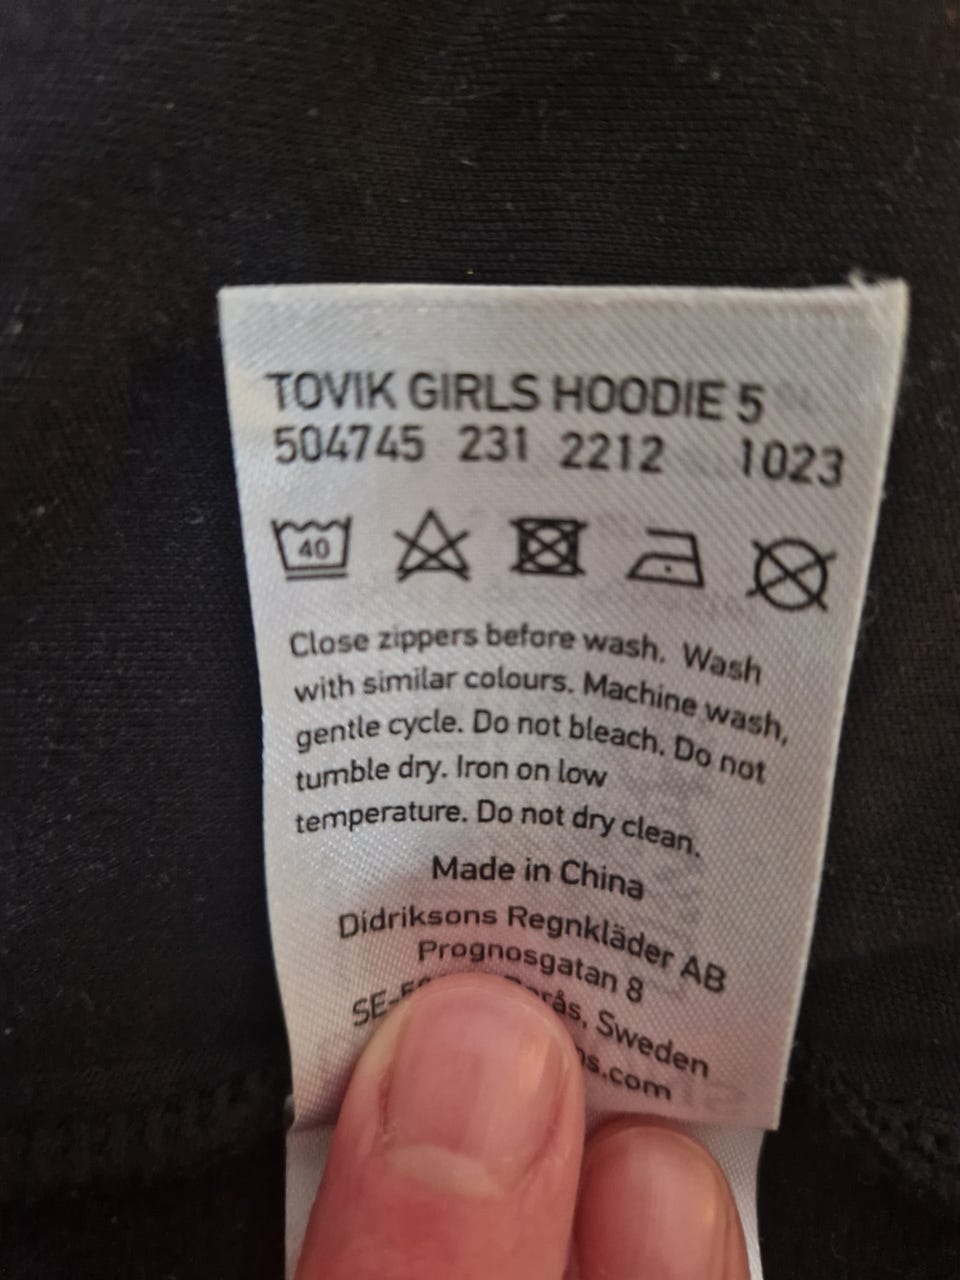 TOVIK GIRLS HOODIE 5
504745 231 2212 1023
40
Close zippers before wash. Wash
with similar colours. Machine wash,
gentle cycle. Do not bleach. Do not
tumble dry. Iron on low
temperature. Do not dry clean.
Made in China
Didriksons Regnkläder AB
Prognosgatan 8
Sweden